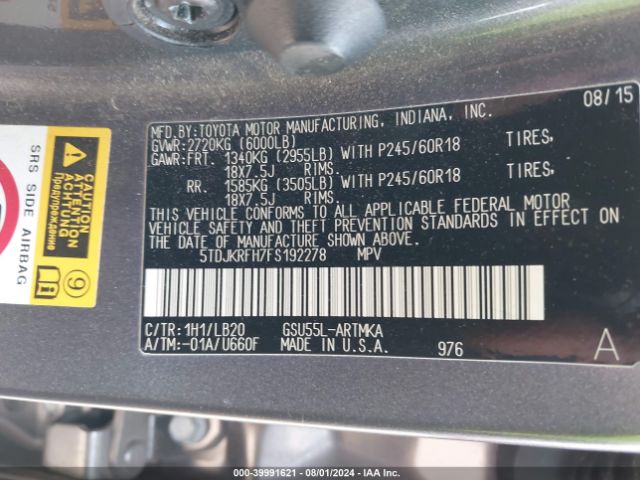 08/15
MFD.BY:TOYOTA MOTOR MANUFACTURING, INDIANA, INC.
GVWR:2720KG (6000LB)
GAWR:FRT. 1340KG (2955LB) WITH P245/60R18 TIRES,
18X7.5J RIMS.
RR. 1585KG (3505LB) WITH P245/60R18 TIRES,
18X7.5J RIMS.
THIS VEHICLE CONFORMS TO ALL APPLICABLE FEDERAL MOTOR
VEHICLE SAFETY AND THEFT PREVENTION STANDARDS IN EFFECT ON
THE DATE OF MANUFACTURE SHOWN ABOVE.
5TDJKRFH7FS192278 MPV
C/TR:1H1/LB20 GSU55L-ARTMKA
A/TM:-01A/U660F MADE IN U.S.A. 976 A
SRS SIDE AIRBAG
CAUTION
ACHTUNG
ATTENTION
Предупреждение
9
000-39991621 - 08/01/2024 - IAA Inc.